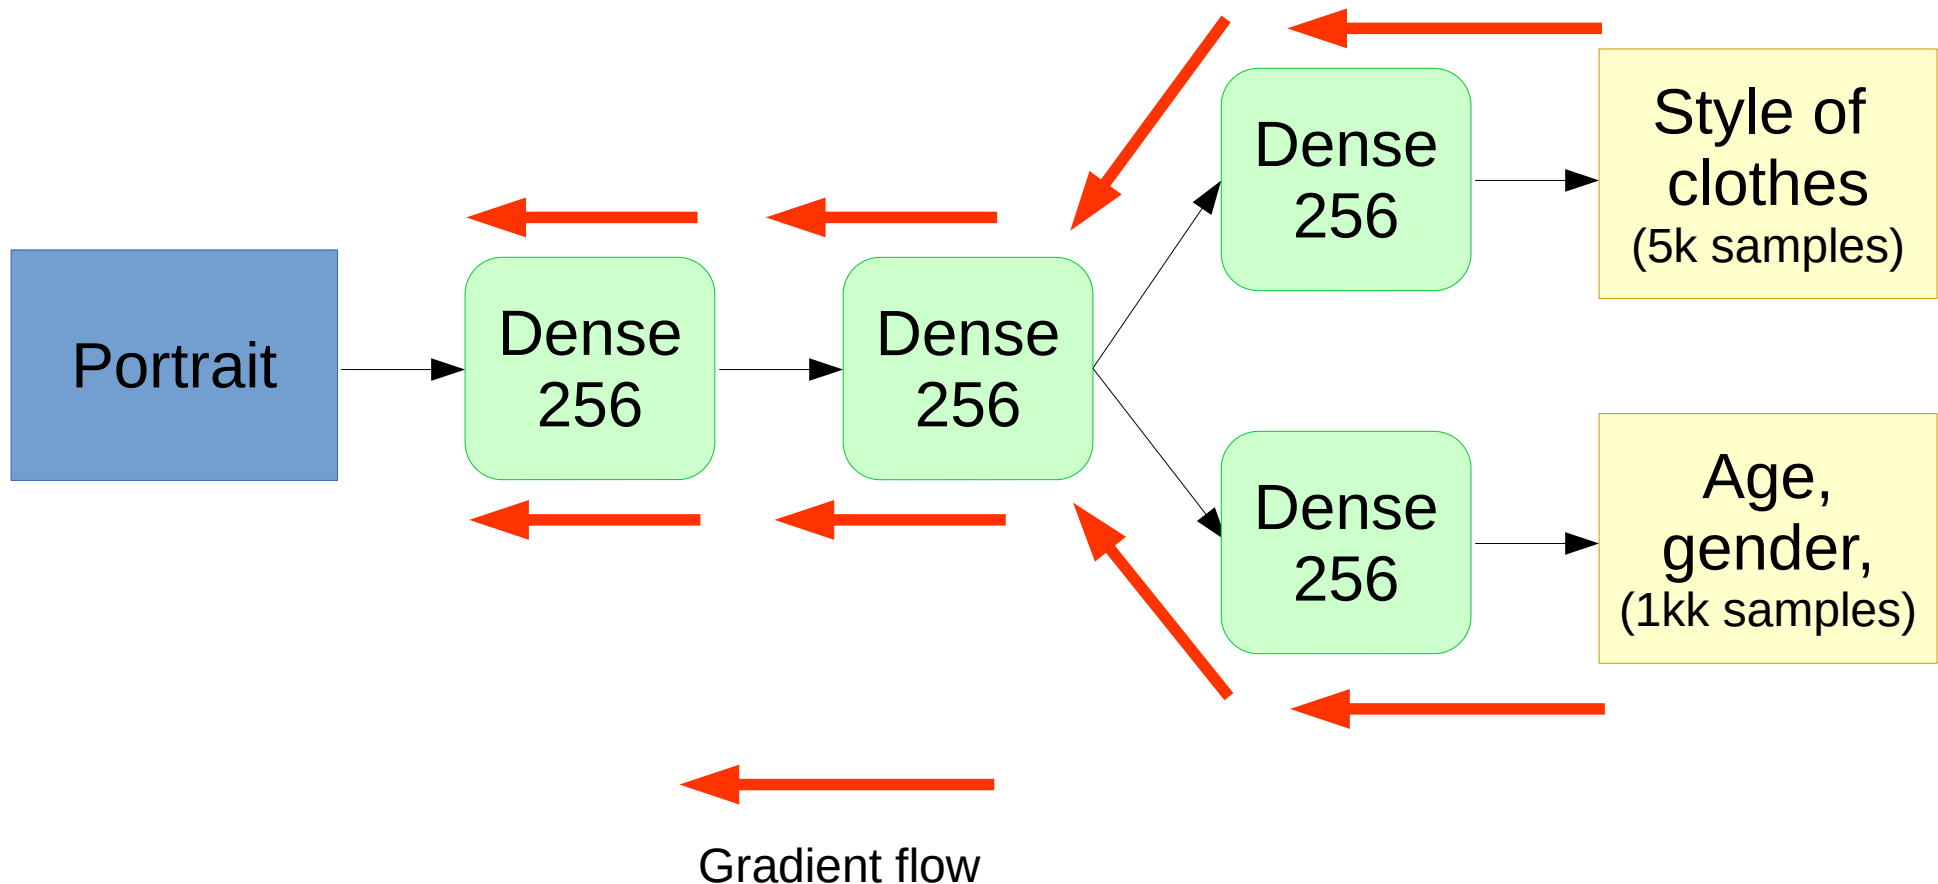 Portrait
Dense
256
Dense
256
Dense
256
Style of
clothes
(5k samples)
Dense
256
Age,
gender,
(1kk samples)
Gradient flow